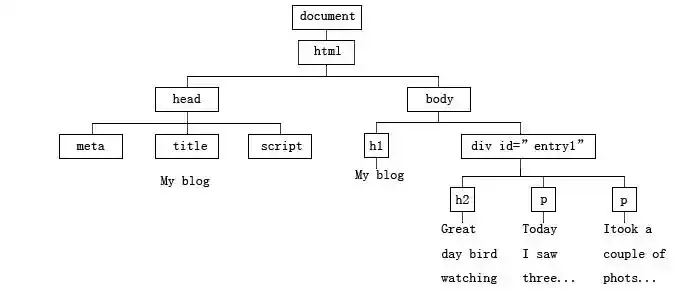 document
html
head
body
meta
title
script
h1
div id=”entry1”
My blog
My blog
h2
p
p
Great
day bird
watching
Today
I saw
three...
Itook a
couple of
phots...